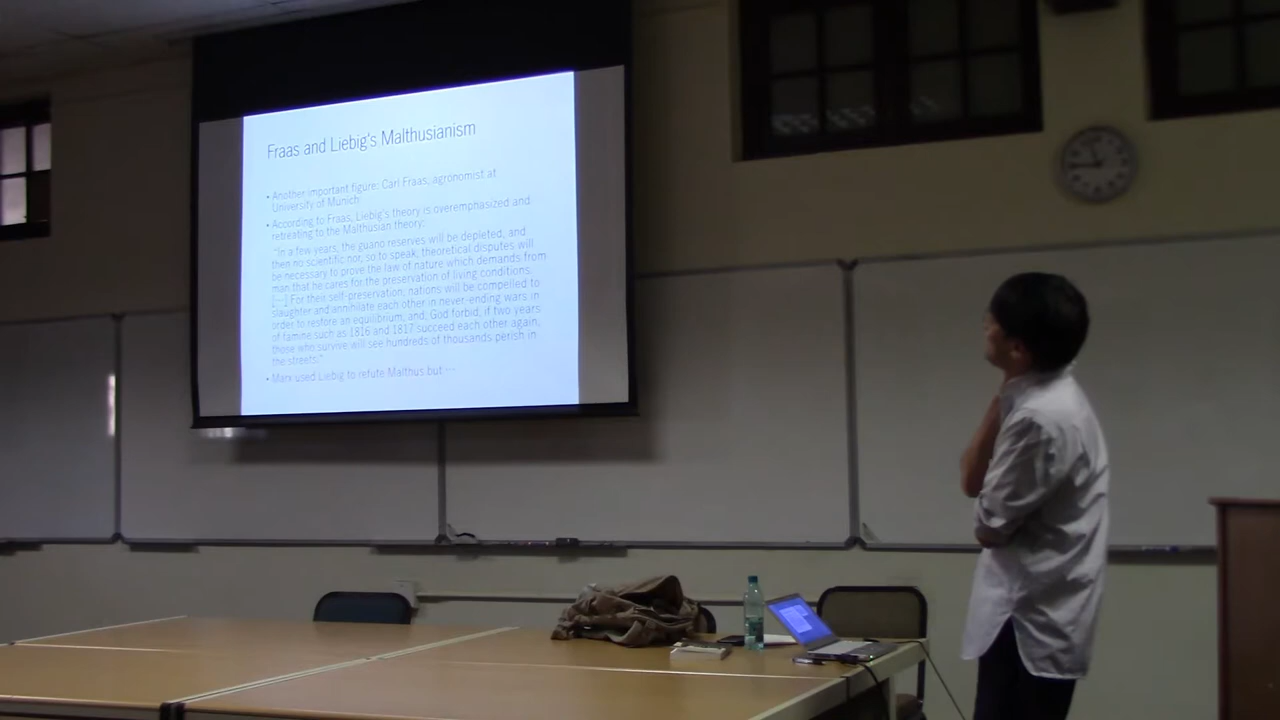 Fraas and Liebig's Malthusianism
• Another important figure: Carl Fraas, agronomist at
University of Munich
• According to Fraas, Liebig's theory is overemphasized and
retreating to the Malthusian theory:
"In a few years, the guano reserves will be depleted, and
then no scientific nor, so to speak, theoretical disputes will
be necessary to prove the law of nature which demands from
man that he cares for the preservation of living conditions.
[…] For their self-preservation, nations will be compelled to
slaughter and annihilate each other in never-ending wars in
order to restore an equilibrium, and, God forbid, if two years
of famine such as 1816 and 1817 succeed each other again,
those who survive will see hundreds of thousands perish in
the streets."
• Marx used Liebig to refute Malthus but …